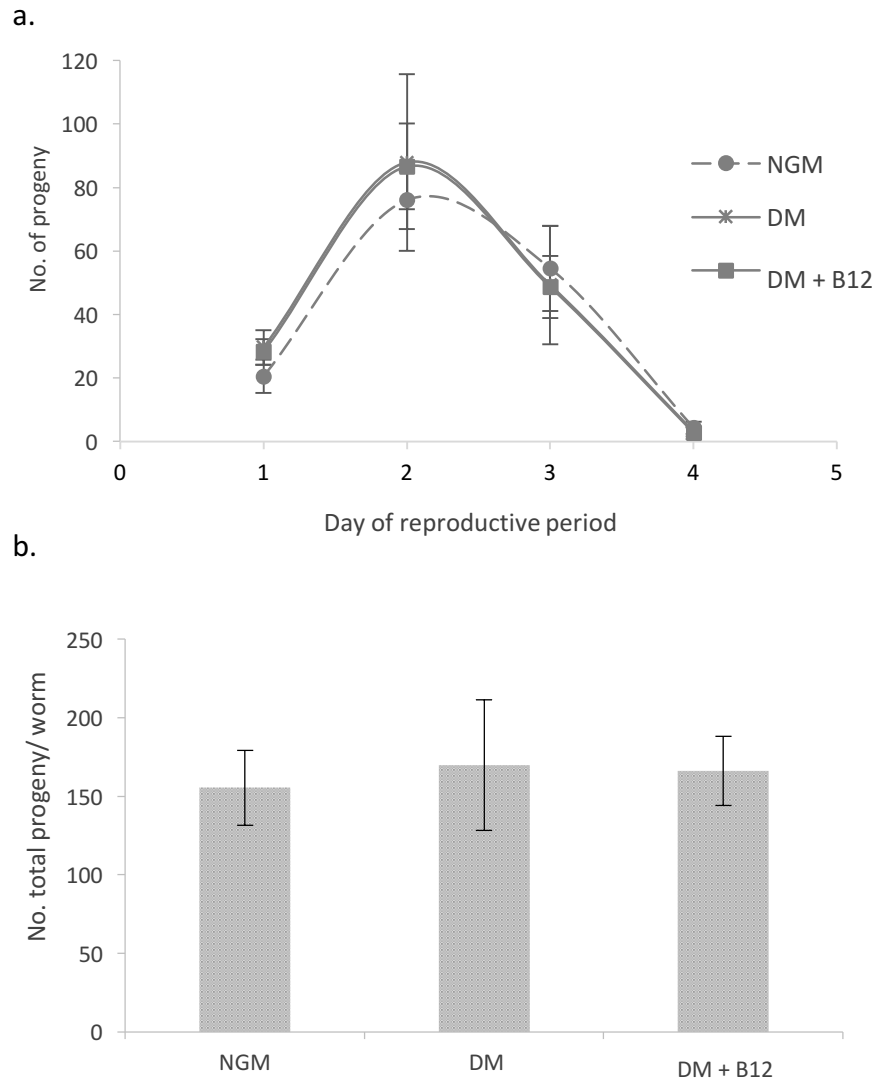 a.
120
100
80
60
40
20
0
No. of progeny
NGM
DM
DM + B12
0 1 2 3 4 5
Day of reproductive period
b.
250
200
150
100
50
0
No. total progeny/ worm
NGM DM DM + B12